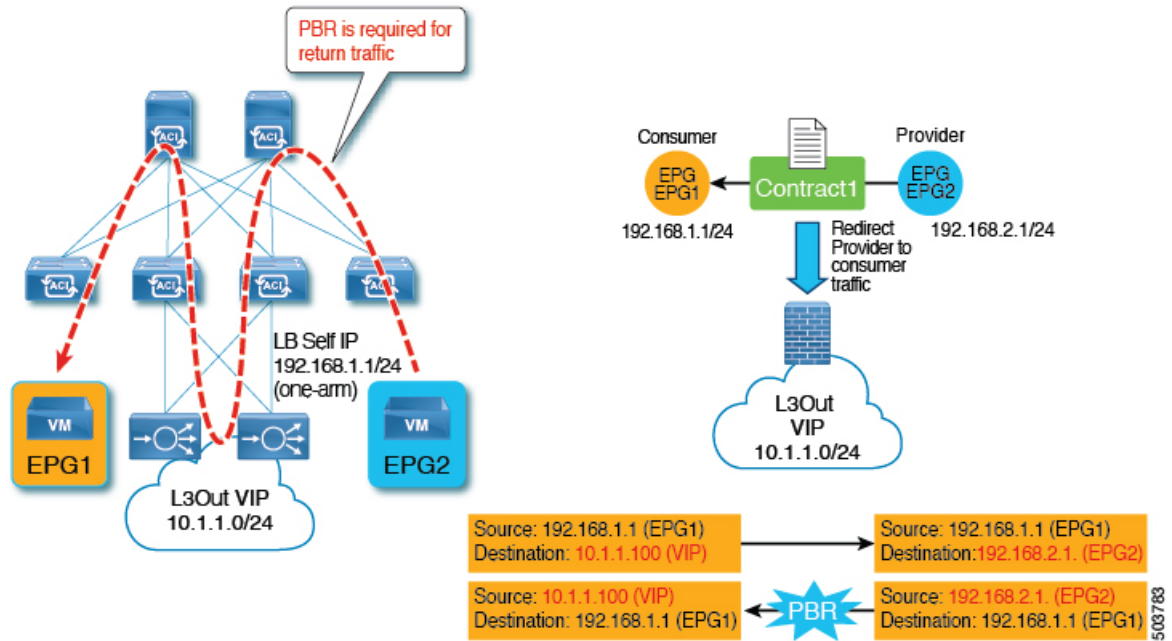 PBR is required for
return traffic
ACI
ACI
ACI
ACI
ACI
ACI
LB Self IP
192.168.1.1/24
(one-arm)
VM
EPG1
VM
EPG2
L3Out VIP
10.1.1.0/24
Consumer
Provider
EPG
EPG1
Contract1
EPG
EPG2
192.168.1.1/24
192.168.2.1/24
Redirect
Provider to
consumer
traffic
L3Out
VIP
10.1.1.0/24
Source: 192.168.1.1 (EPG1)
Destination: 10.1.1.100 (VIP)
Source: 192.168.1.1 (EPG1)
Destination:192.168.2.1. (EPG2)
Source: 10.1.1.100 (VIP)
Destination: 192.168.1.1 (EPG1)
PBR
Source: 192.168.2.1. (EPG2)
Destination: 192.168.1.1 (EPG1)
503783